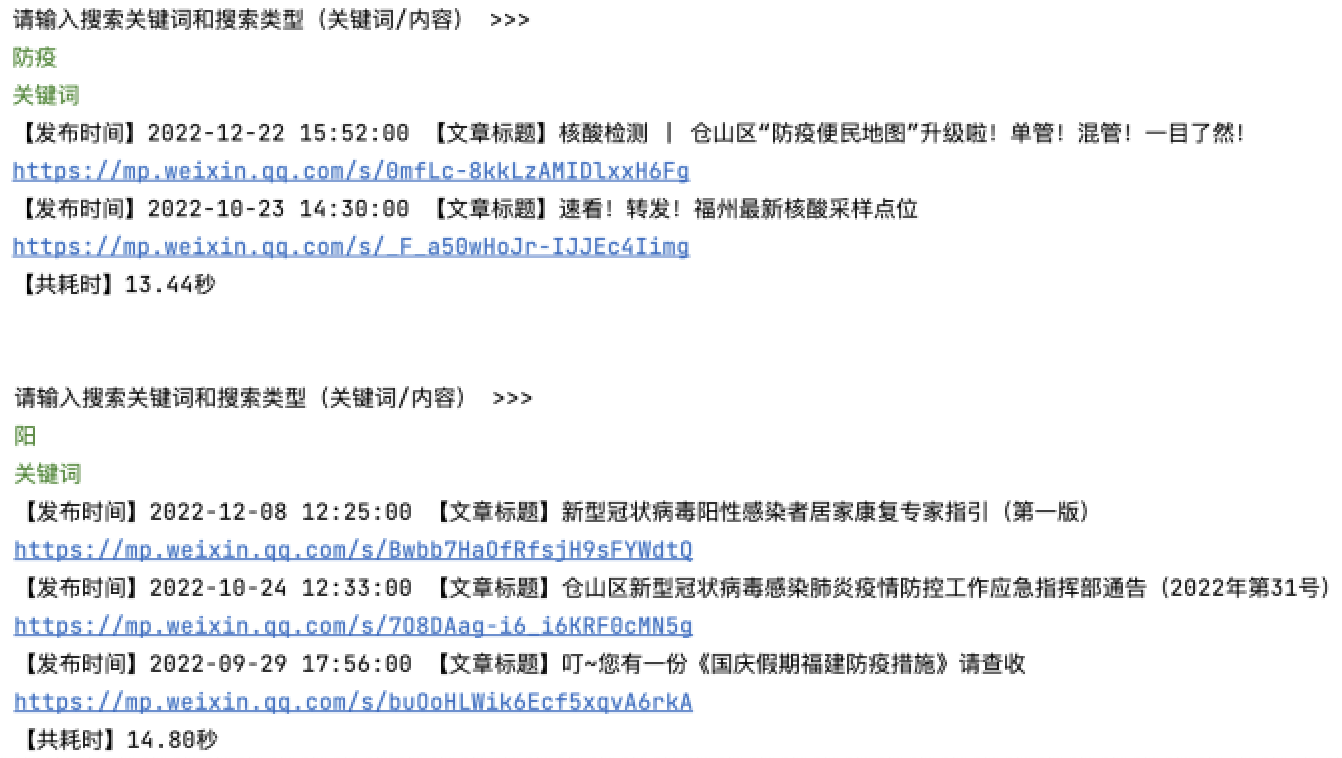 请输入搜索关键词和搜索类型（关键词/内容） >>>
防疫
关键词
【发布时间】2022-12-22 15:52:00 【文章标题】核酸检测 | 仓山区“防疫便民地图”升级啦！单管！混管！一目了然！
https://mp.weixin.qq.com/s/0mfLc-8kkLzAMIDlxxH6Fg
【发布时间】2022-10-23 14:30:00 【文章标题】速看！转发！福州最新核酸采样点位
https://mp.weixin.qq.com/s/_F_a50wHoJr-IJJEc4Iimg
【共耗时】13.44秒
请输入搜索关键词和搜索类型（关键词/内容） >>>
阳
关键词
【发布时间】2022-12-08 12:25:00 【文章标题】新型冠状病毒阳性感染者居家康复专家指引（第一版）
https://mp.weixin.qq.com/s/Bwbb7HaOfRfsjH9sFYWdtQ
【发布时间】2022-10-24 12:33:00 【文章标题】仓山区新型冠状病毒感染肺炎疫情防控工作应急指挥部通告（2022年第31号）
https://mp.weixin.qq.com/s/7O8DAag-i6_i6KRF0cMN5g
【发布时间】2022-09-29 17:56:00 【文章标题】叮~您有一份《国庆假期福建防疫措施》请查收
https://mp.weixin.qq.com/s/buOoHLWik6Ecf5xqvA6rkA
【共耗时】14.80秒